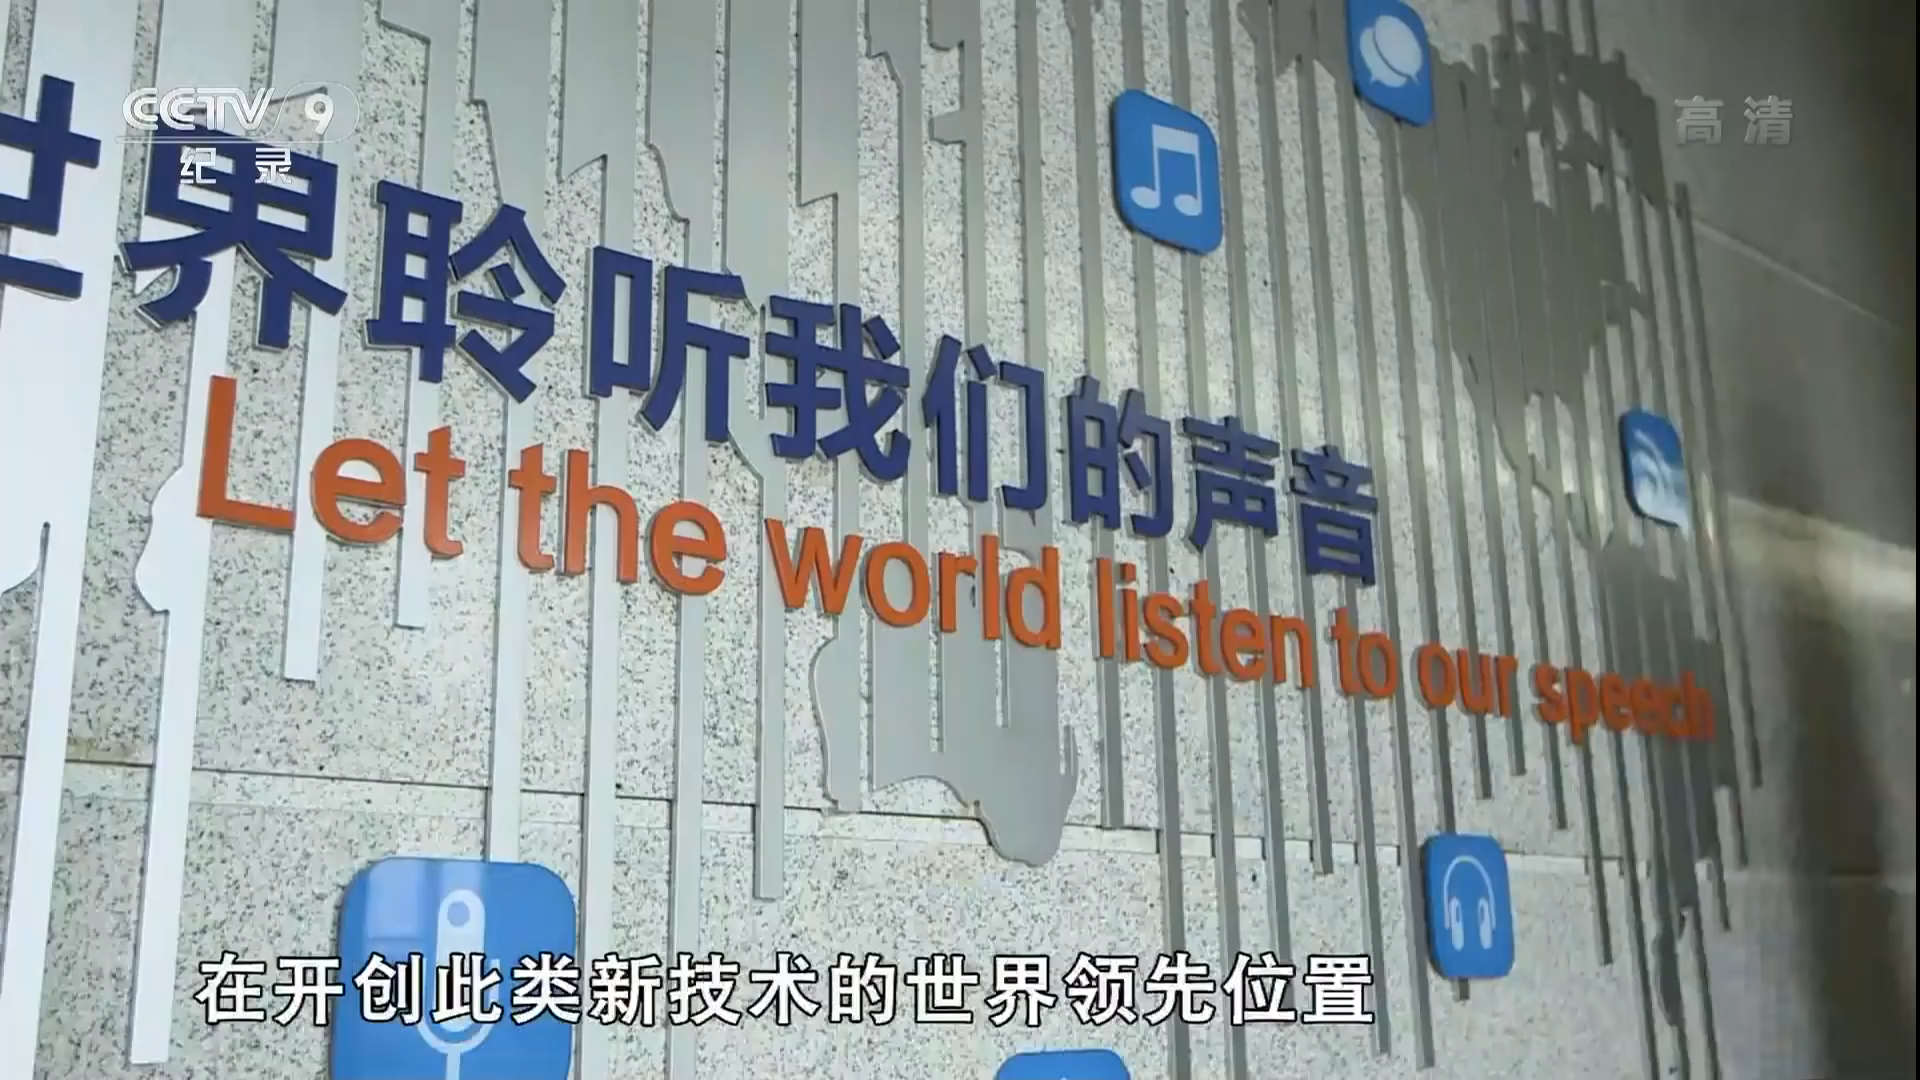 CCTV 9
纪录
高清
世界聆听我们的声音
Let the world listen to our speech
在开创此类新技术的世界领先位置